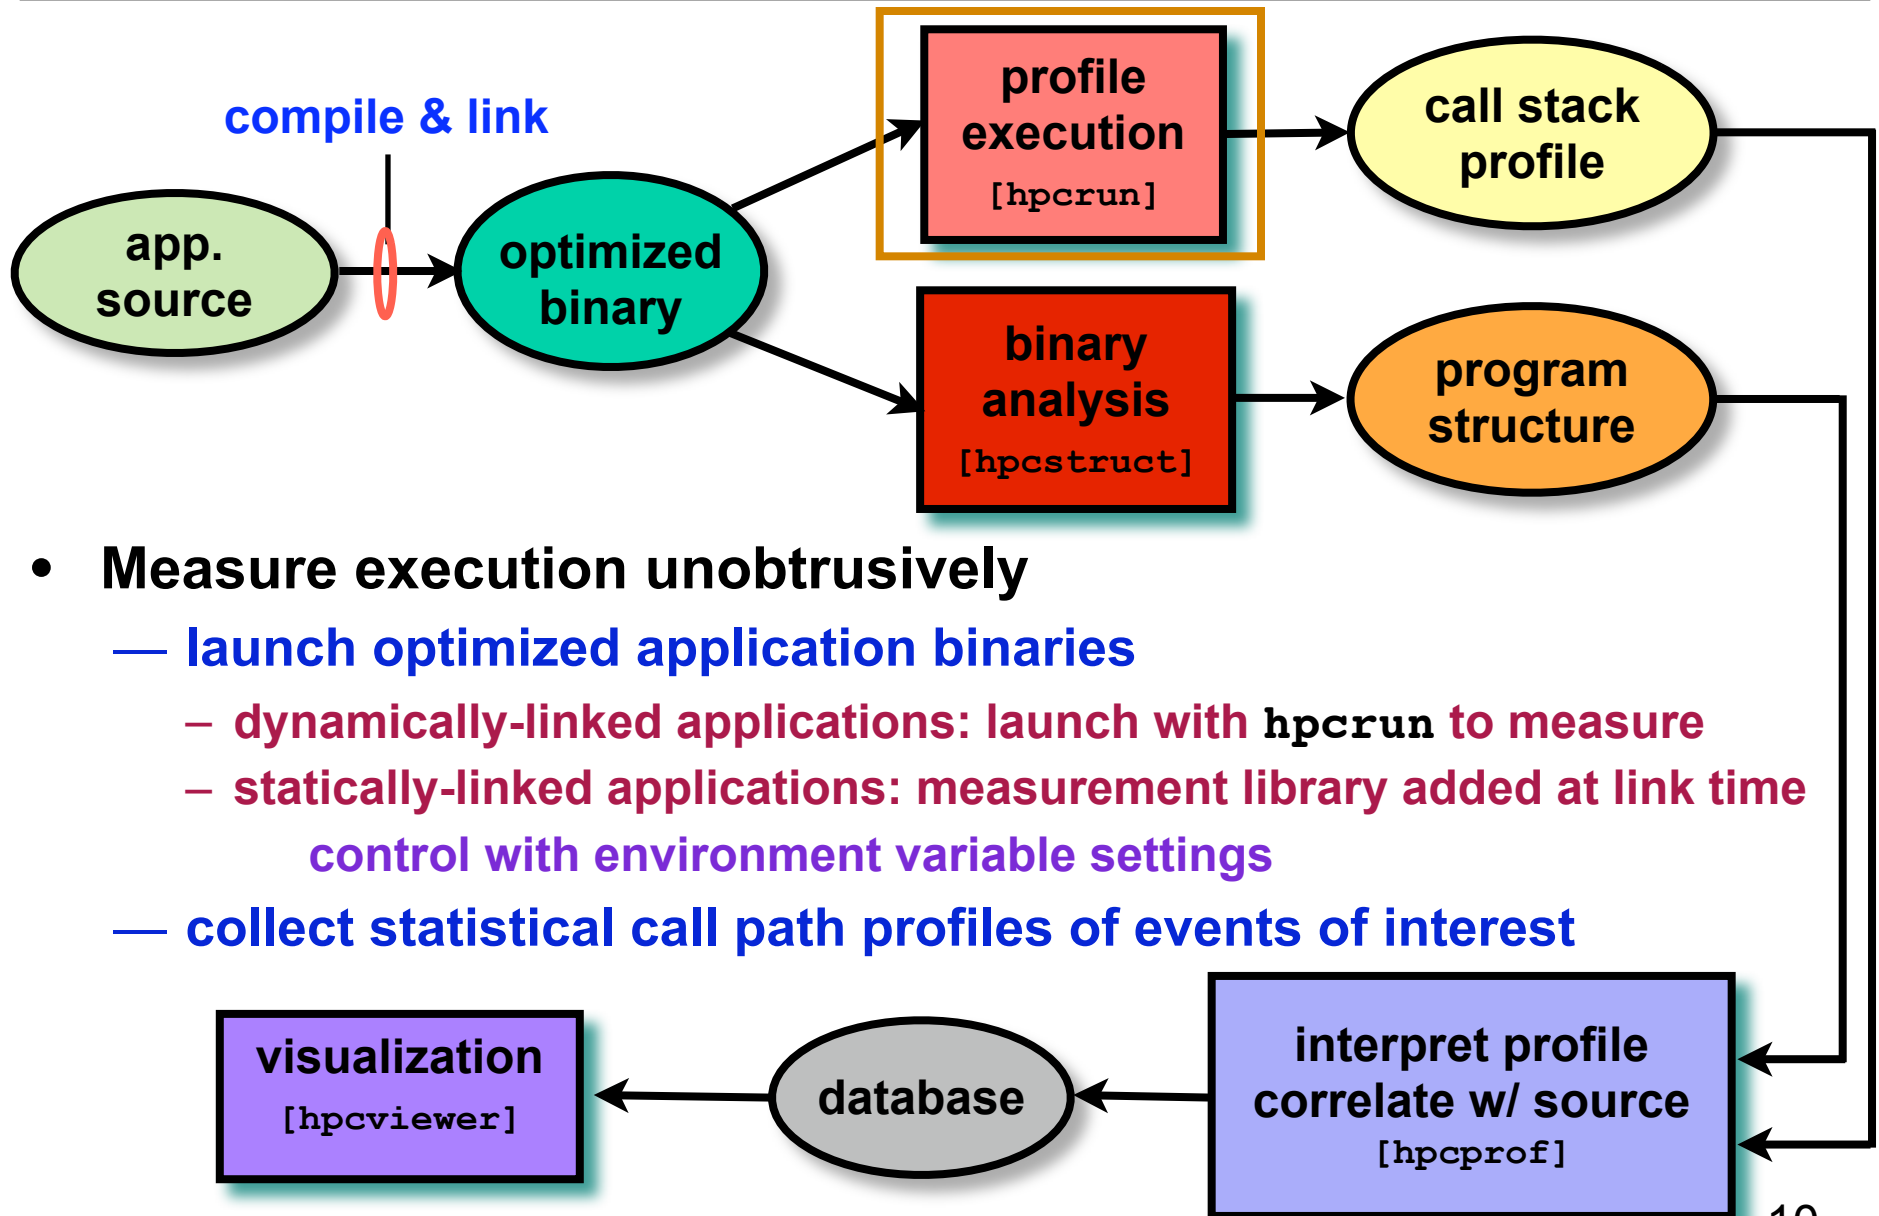 compile & link
app.
source
optimized
binary
profile
execution
[hpcrun]
call stack
profile
binary
analysis
[hpcstruct]
program
structure
• Measure execution unobtrusively
— launch optimized application binaries
– dynamically-linked applications: launch with hpcrun to measure
– statically-linked applications: measurement library added at link time
control with environment variable settings
— collect statistical call path profiles of events of interest
visualization
[hpcviewer]
database
interpret profile
correlate w/ source
[hpcprof]